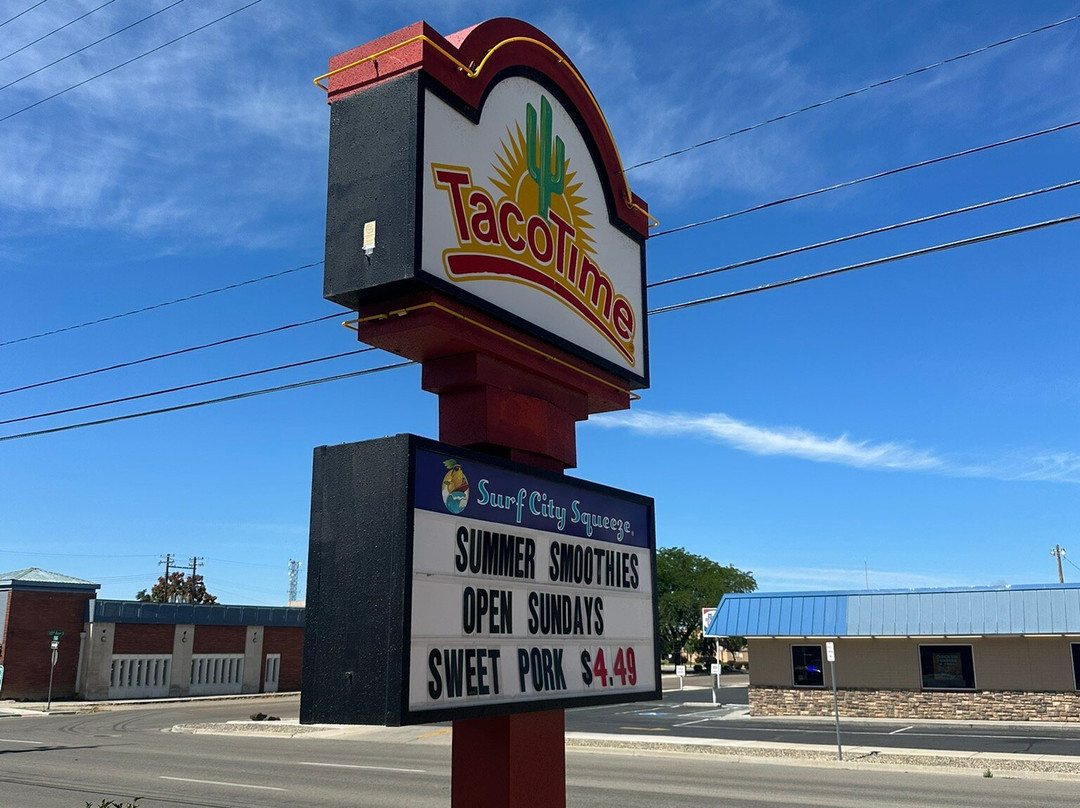 TacoTime
Surf City Squeeze
SUMMER SMOOTHIES
OPEN SUNDAYS
SWEET PORK $4.49